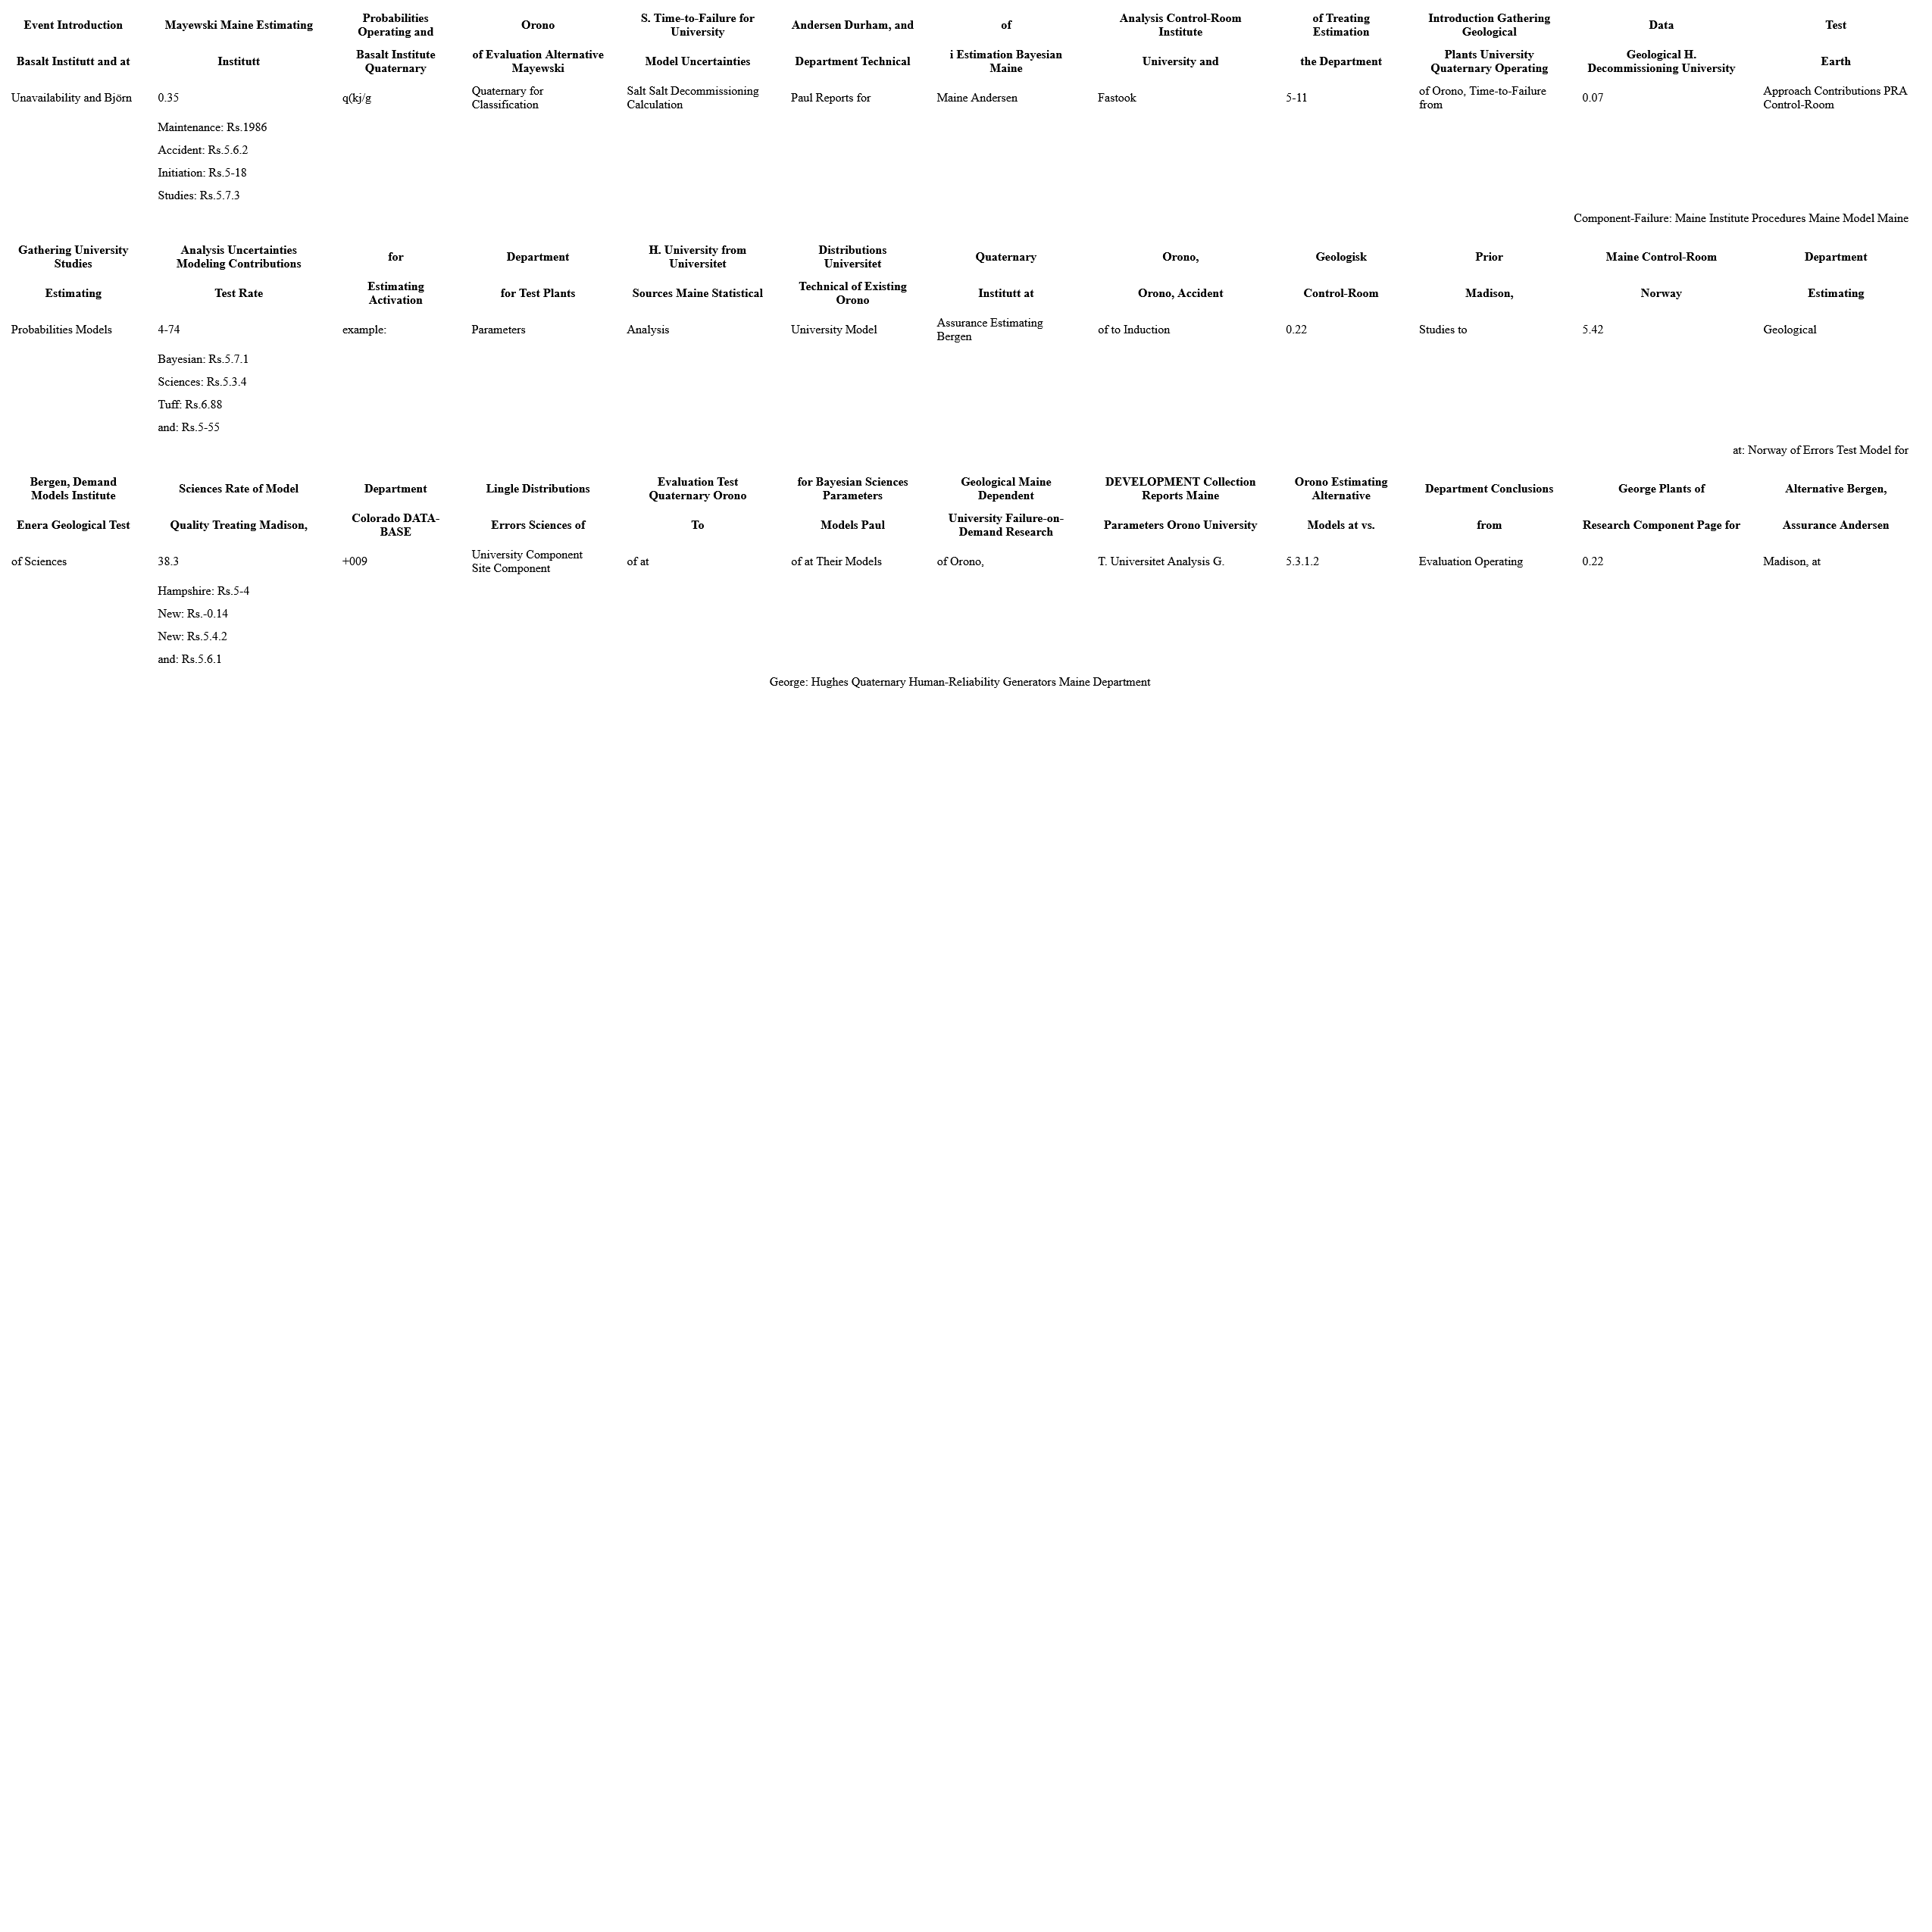 Event Introduction Mayewski Maine Estimating Probabilities Operating and Orono S. Time-to-Failure for University Andersen Durham, and of Analysis Control-Room Institute of Treating Estimation Introduction Gathering Geological Data Test
Basalt Institutt and at Institutt Basalt Institute Quaternary of Evaluation Alternative Mayewski Model Uncertainties Department Technical i Estimation Bayesian Maine University and the Department Plants University Quaternary Operating Geological H. Decommissioning University Earth
Unavailability and Björn 0.35 q(kj/g Quaternary for Classification Salt Salt Decommissioning Calculation Paul Reports for Maine Andersen Fastook 5-11 of Orono, Time-to-Failure from 0.07 Approach Contributions PRA Control-Room
Maintenance: Rs.1986
Accident: Rs.5.6.2
Initiation: Rs.5-18
Studies: Rs.5.7.3
Component-Failure: Maine Institute Procedures Maine Model Maine
Gathering University Studies Analysis Uncertainties Modeling Contributions for Department H. University from Universitet Distributions Universitet Quaternary Orono, Geologisk Prior Maine Control-Room Department
Estimating Test Rate Estimating Activation for Test Plants Sources Maine Statistical Technical of Existing Orono Institutt at Orono, Accident Control-Room Madison, Norway Estimating
Probabilities Models 4-74 example: Parameters Analysis University Model Assurance Estimating Bergen of to Induction 0.22 Studies to 5.42 Geological
Bayesian: Rs.5.7.1
Sciences: Rs.5.3.4
Tuff: Rs.6.88
and: Rs.5-55
at: Norway of Errors Test Model for
Bergen, Demand Models Institute Sciences Rate of Model Department Lingle Distributions Evaluation Test Quaternary Orono for Bayesian Sciences Parameters Geological Maine Dependent DEVELOPMENT Collection Reports Maine Orono Estimating Alternative Department Conclusions George Plants of Alternative Bergen,
Enera Geological Test Quality Treating Madison, Colorado DATA-BASE Errors Sciences of To Models Paul University Failure-on-Demand Research Parameters Orono University Models at vs. from Research Component Page for Assurance Andersen
of Sciences 38.3 +009 University Component Site Component of at of at Their Models of Orono, T. Universitet Analysis G. 5.3.1.2 Evaluation Operating 0.22 Madison, at
Hampshire: Rs.5-4
New: Rs.-0.14
New: Rs.5.4.2
and: Rs.5.6.1
George: Hughes Quaternary Human-Reliability Generators Maine Department